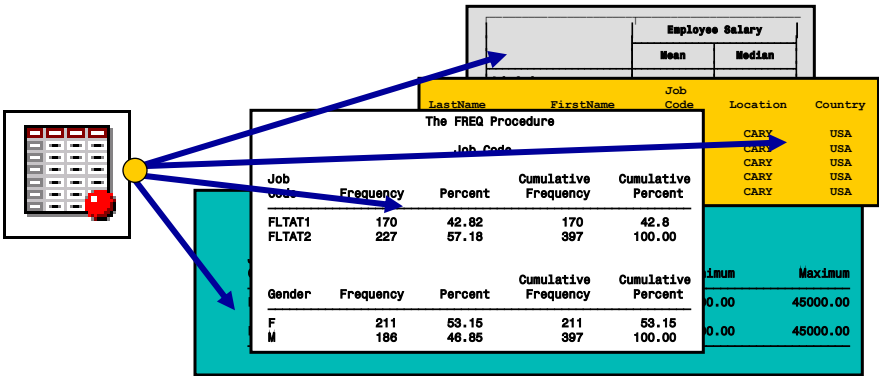 Employee Salary
Mean Median
Job
LastName FirstName Code Location Country
CARY USA
CARY USA
CARY USA
CARY USA
CARY USA
The FREQ Procedure
Job Code
Job Cumulative Cumulative
Code Frequency Percent Frequency Percent
FLTAT1 170 42.82 170 42.8
FLTAT2 227 57.18 397 100.00
Cumulative Cumulative
Gender Frequency Percent Frequency Percent
F 211 53.15 211 53.15
M 186 46.85 397 100.00
imum Maximum
00.00 45000.00
00.00 45000.00